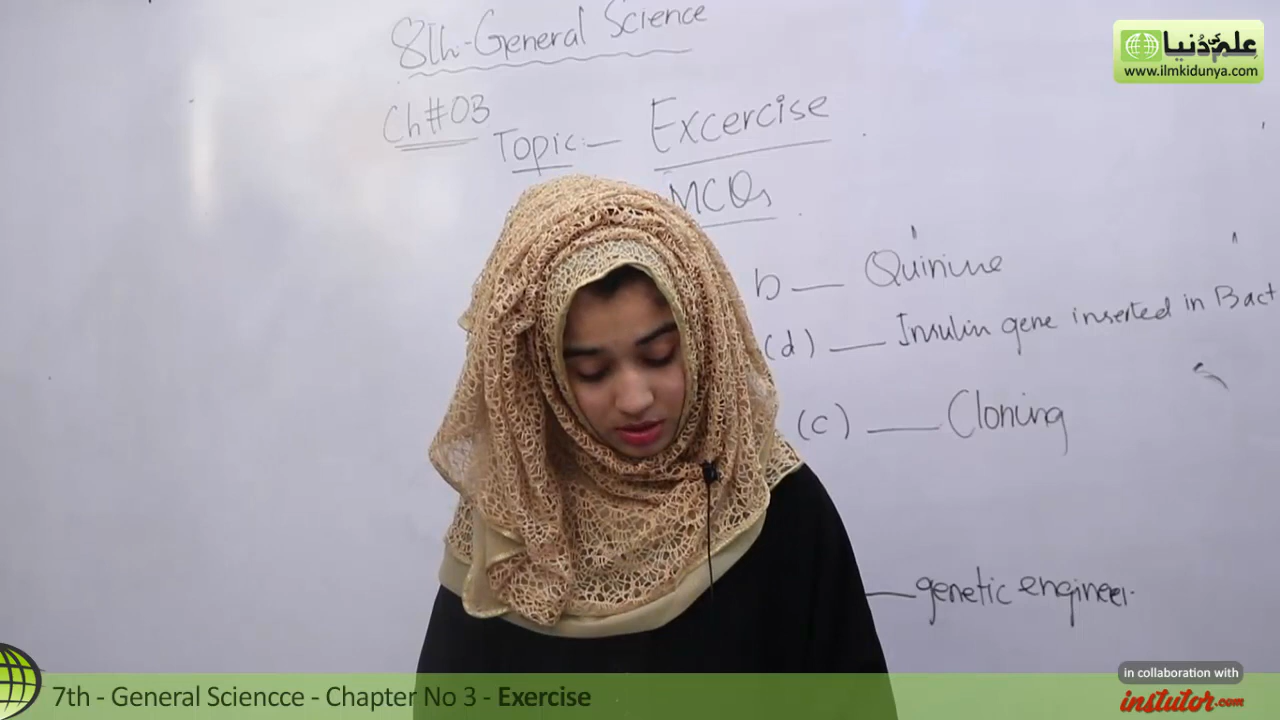 8th-General Science
علم کی دُنیا
www.ilmkidunya.com
Ch#03
Topic:— Excercise
MCQs
b — Quinine
(d) — Insulin gene inserted in Bact
(c) — Cloning
— genetic engineer.
7th - General Sciencce - Chapter No 3 - Exercise
in collaboration with
instutor.com